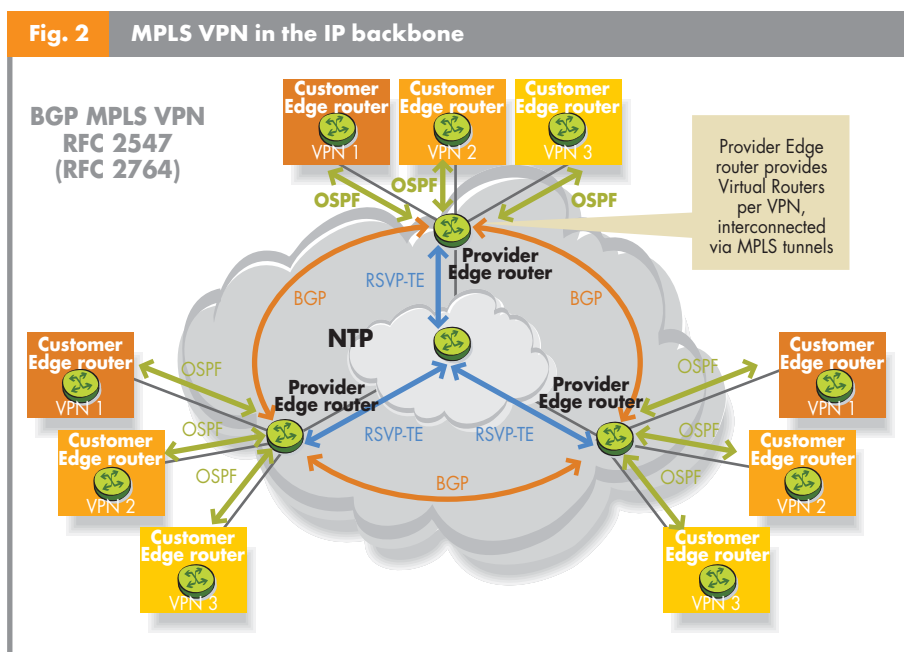 Fig. 2
MPLS VPN in the IP backbone
BGP MPLS VPN
RFC 2547
(RFC 2764)
Customer
Edge router
VPN 1
Customer
Edge router
VPN 2
Customer
Edge router
VPN 3
Provider Edge
router provides
Virtual Routers
per VPN,
interconnected
via MPLS tunnels
OSPF
OSPF
OSPF
Provider
Edge router
RSVP-TE
BGP
BGP
NTP
Customer
Edge router
VPN 1
OSPF
Customer
Edge router
VPN 2
OSPF
Customer
Edge router
VPN 3
OSPF
Provider
Edge router
RSVP-TE
RSVP-TE
Provider
Edge router
BGP
OSPF
Customer
Edge router
VPN 1
OSPF
Customer
Edge router
VPN 2
OSPF
Customer
Edge router
VPN 3